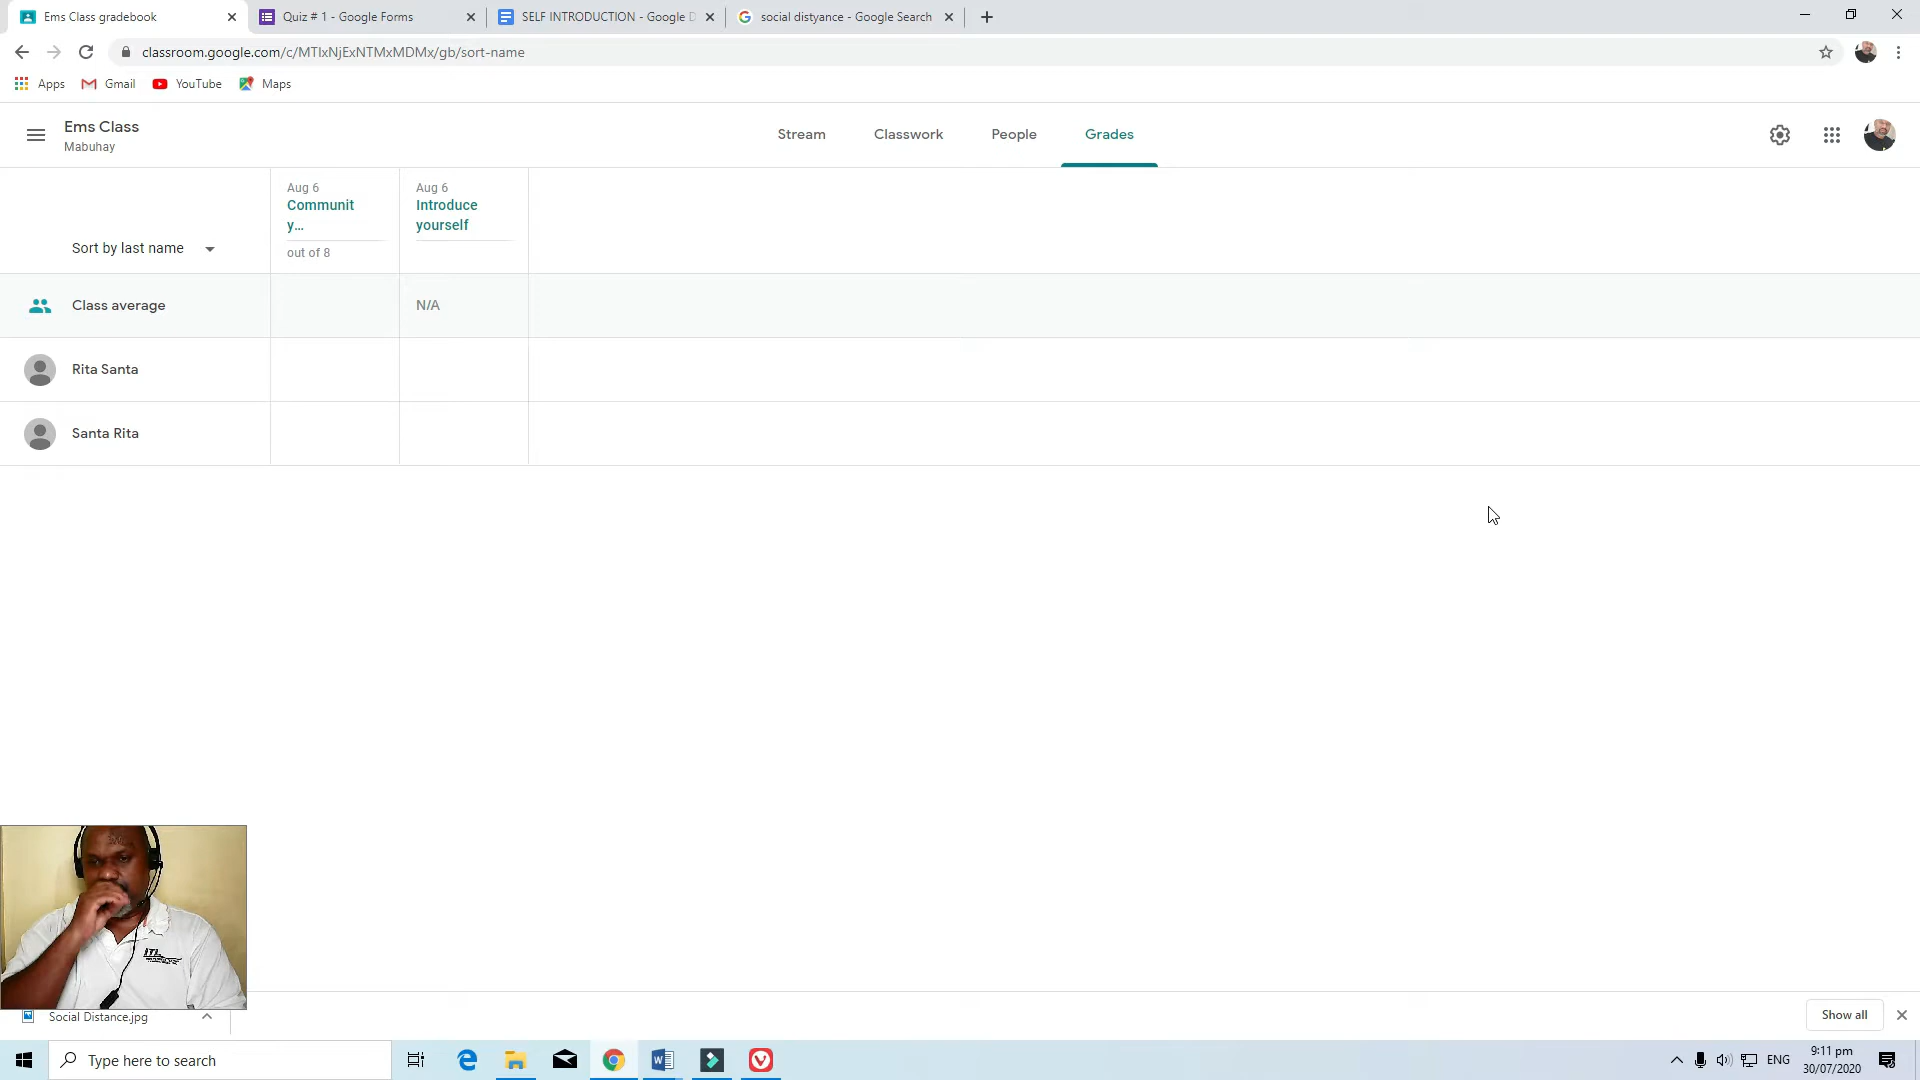 Ems Class gradebook
Quiz # 1 - Google Forms
SELF INTRODUCTION - Google D
social distyance - Google Search
classroom.google.com/c/MTIxNjExNTMxMDMx/gb/sort-name
Apps
Gmail
YouTube
Maps
Ems Class
Mabuhay
Stream
Classwork
People
Grades
Aug 6
Communit
y...
out of 8
Aug 6
Introduce
yourself
Sort by last name
Class average
N/A
Rita Santa
Santa Rita
ITI
Social Distance.jpg
Show all
Type here to search
ENG
9:11 pm
30/07/2020